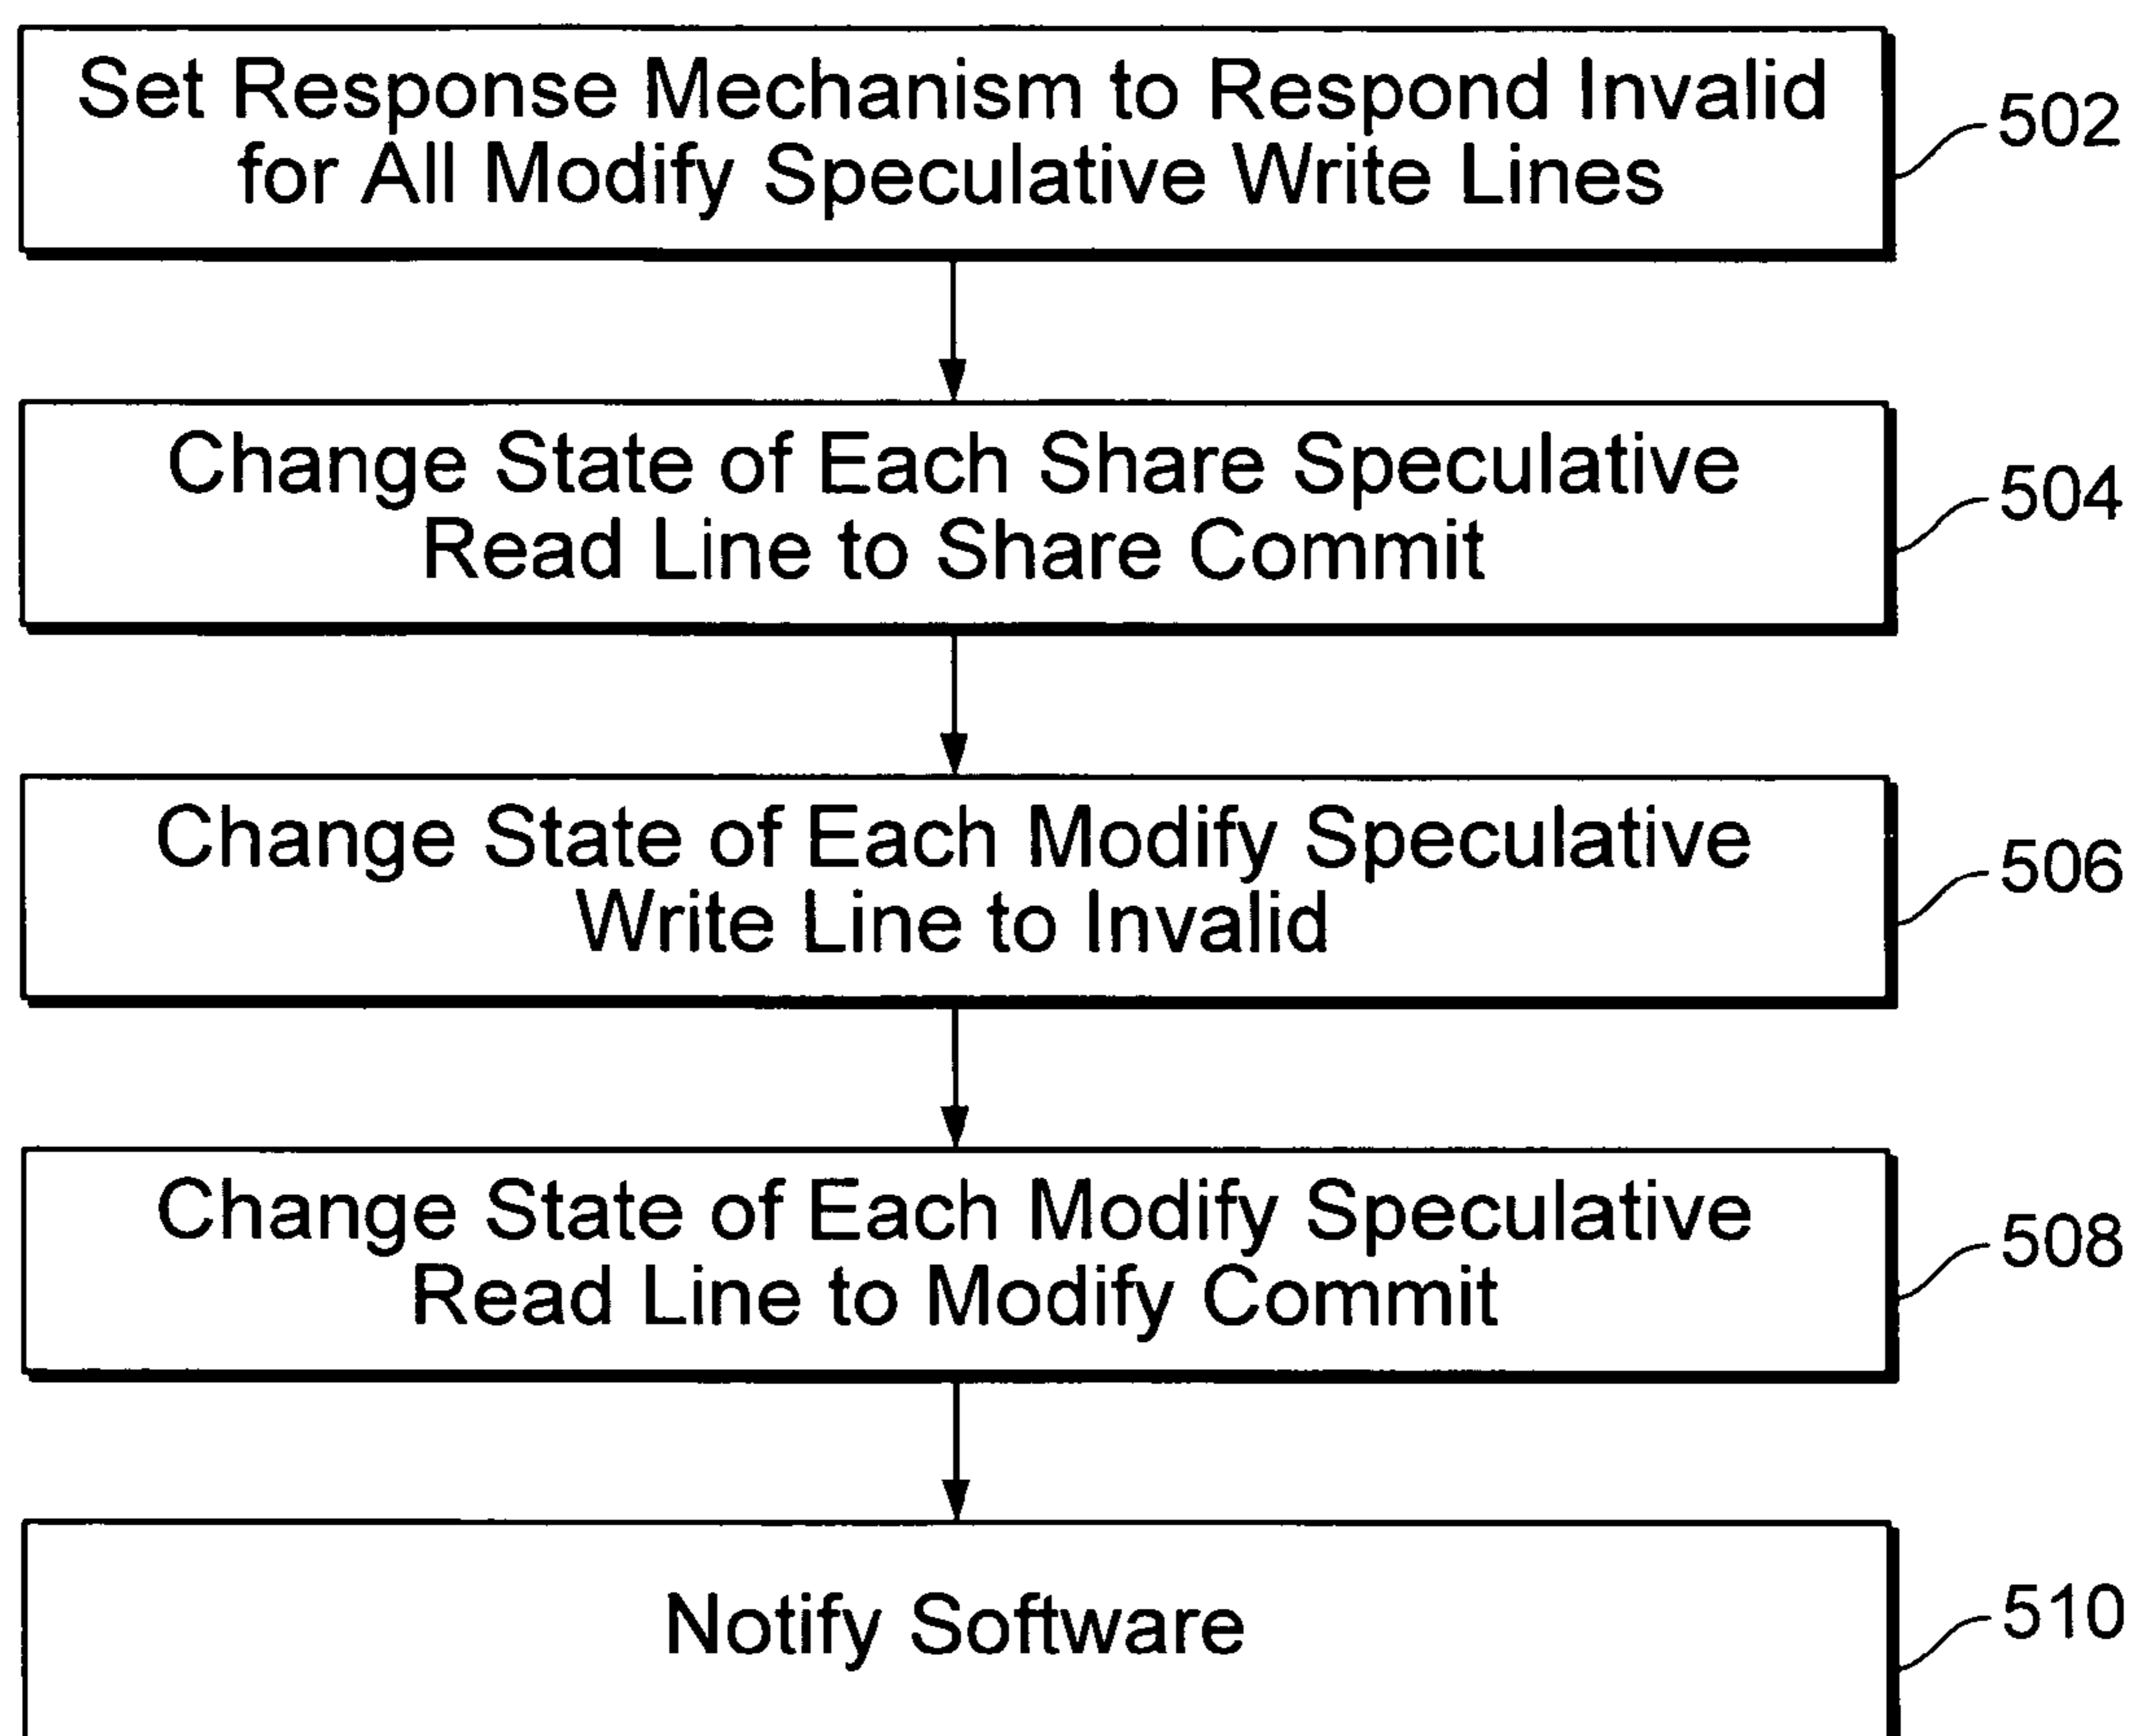 Set Response Mechanism to Respond Invalid
for All Modify Speculative Write Lines
502
Change State of Each Share Speculative
Read Line to Share Commit
504
Change State of Each Modify Speculative
Write Line to Invalid
506
Change State of Each Modify Speculative
Read Line to Modify Commit
508
Notify Software
510